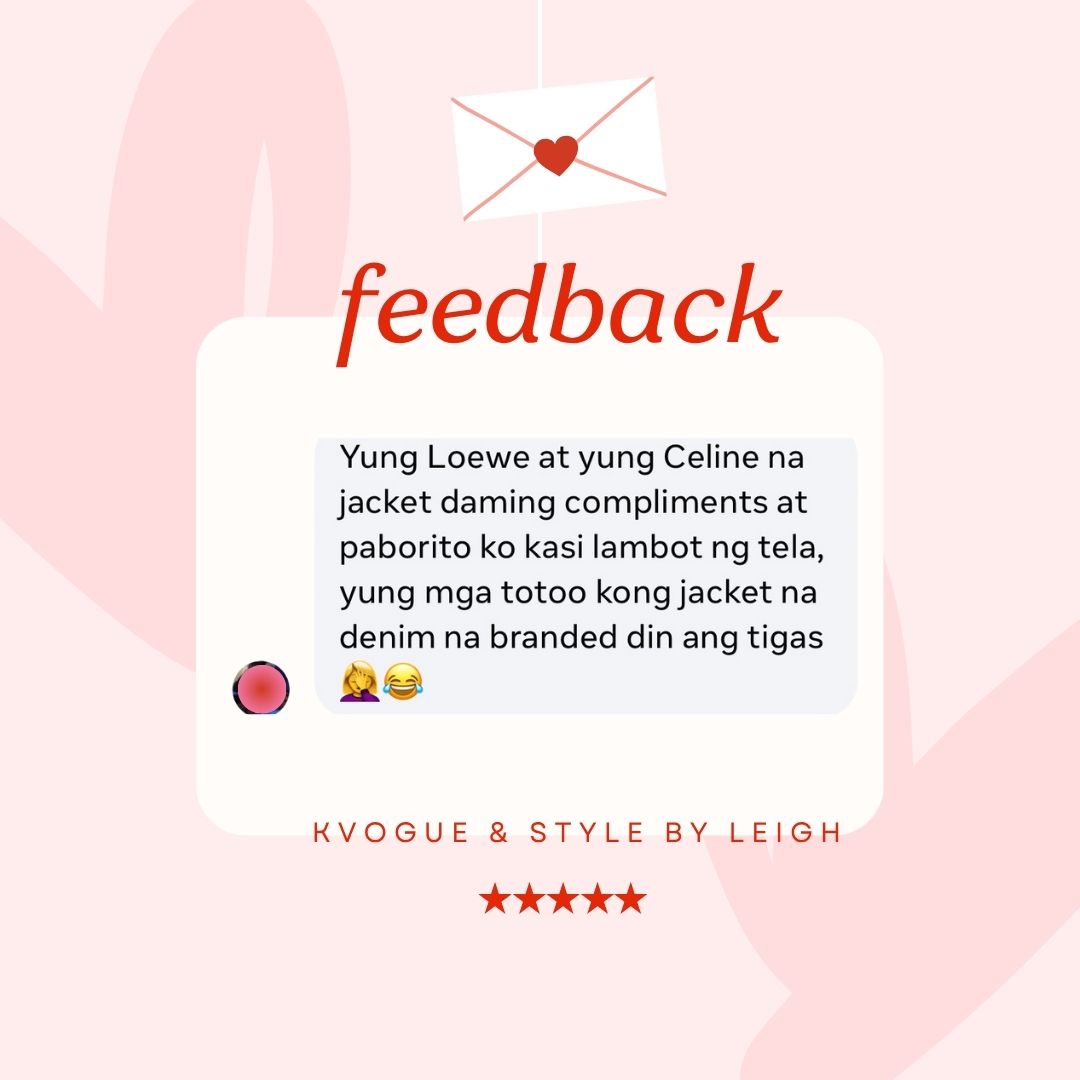 feedback
Yung Loewe at yung Celine na
jacket daming compliments at
paborito ko kasi lambot ng tela,
yung mga totoo kong jacket na
denim na branded din ang tigas
🤦‍♀️😂
KVOGUE & STYLE BY LEIGH
★★★★★